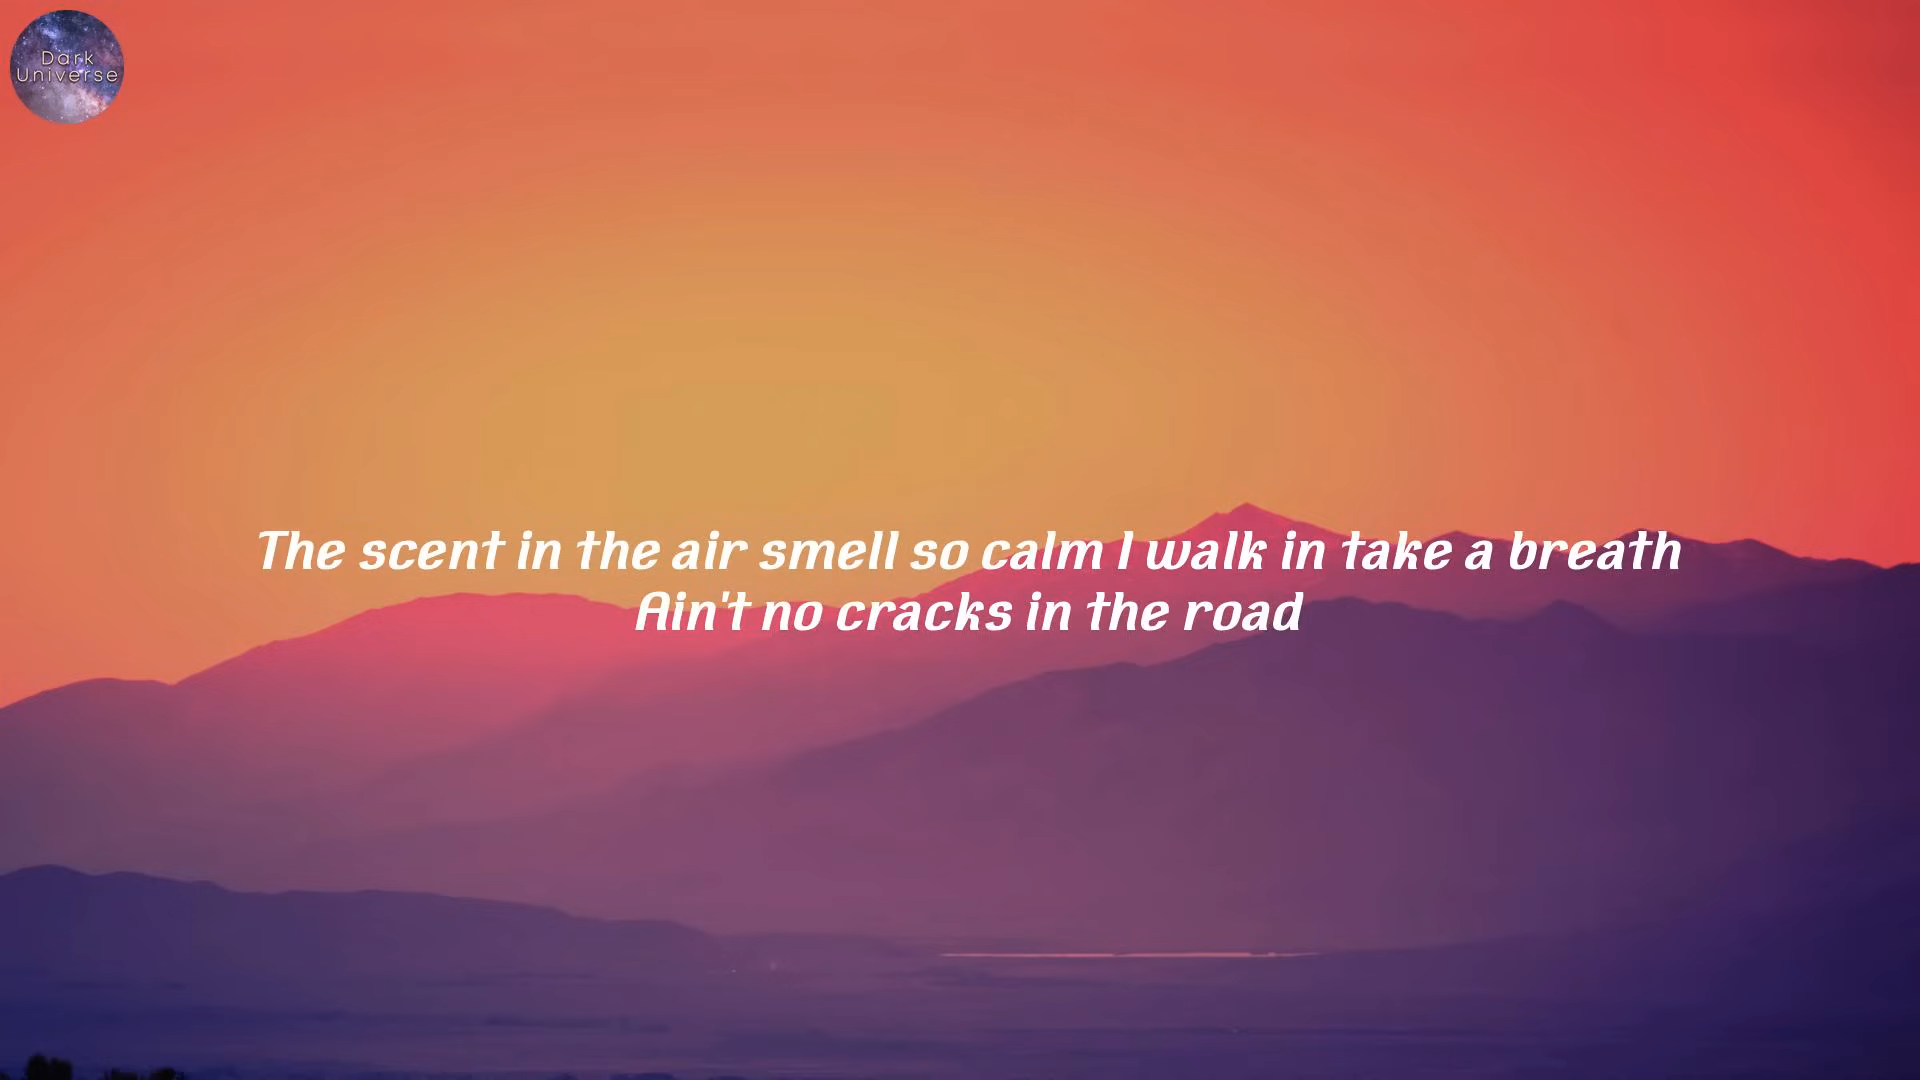 Dark
Universe
The scent in the air smell so calm I walk in take a breath
Ain't no cracks in the road